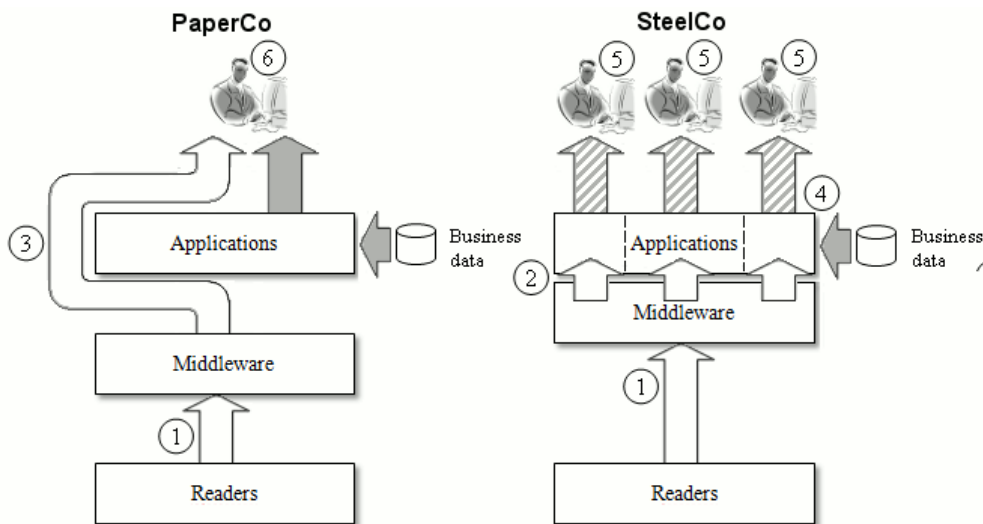 PaperCo
6
3
Applications
Business
data
Middleware
1
Readers
SteelCo
5
5
5
4
Applications
Business
data
2
Middleware
1
Readers